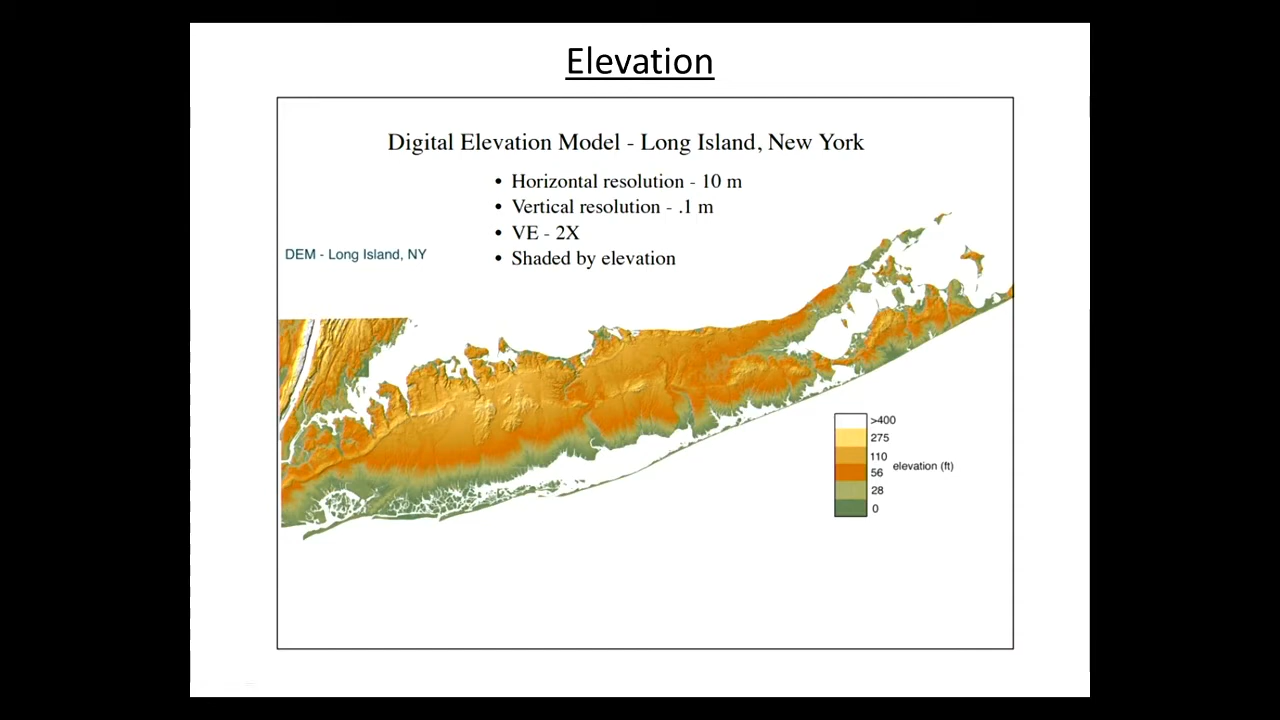 Elevation
Digital Elevation Model - Long Island, New York
• Horizontal resolution - 10 m
• Vertical resolution - .1 m
• VE - 2X
• Shaded by elevation
DEM - Long Island, NY
>400
275
110
56
elevation (ft)
28
0